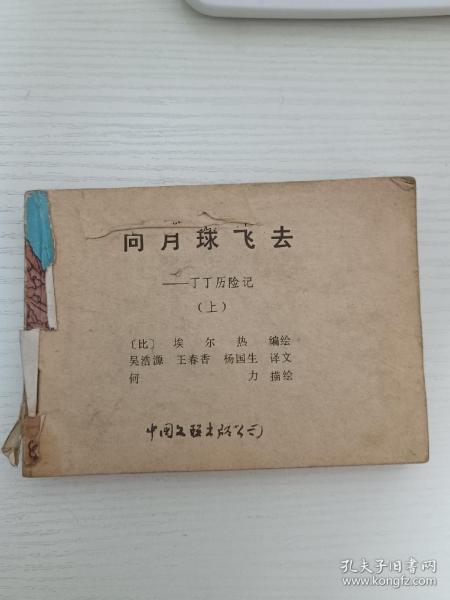 向月球飞去
——丁丁历险记
（上）
〔比〕 埃尔热 编绘
吴浩源 王春香 杨国生 译文
何力 描绘
中国文联出版公司
孔夫子旧书网
www.kongfz.com